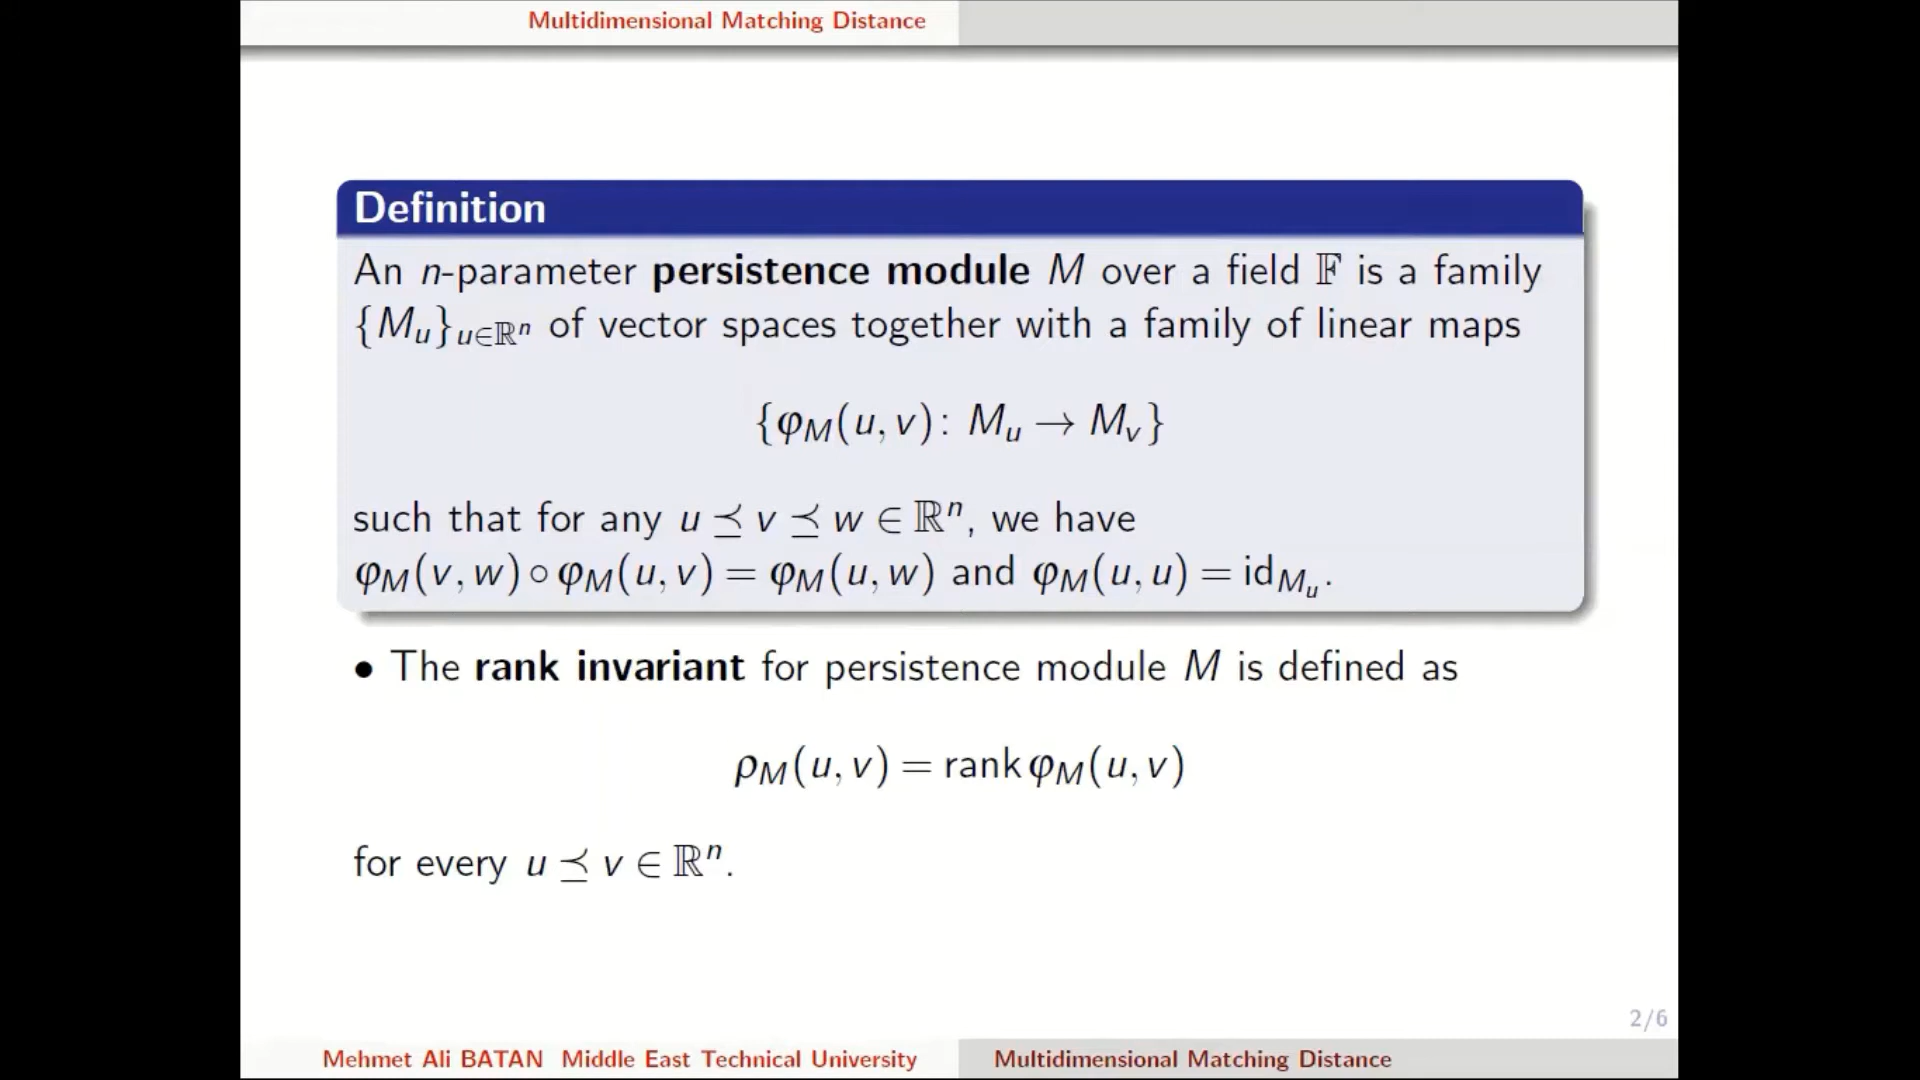 Multidimensional Matching Distance
Definition
An n-parameter persistence module M over a field 𝔽 is a family
{M_u}_{u∈ℝⁿ} of vector spaces together with a family of linear maps
{φ_M(u, v): M_u → M_v}
such that for any u ⪯ v ⪯ w ∈ ℝⁿ, we have
φ_M(v, w) ∘ φ_M(u, v) = φ_M(u, w) and φ_M(u, u) = id_{M_u}.
• The rank invariant for persistence module M is defined as
ρ_M(u, v) = rank φ_M(u, v)
for every u ⪯ v ∈ ℝⁿ.
2/6
Mehmet Ali BATAN Middle East Technical University
Multidimensional Matching Distance